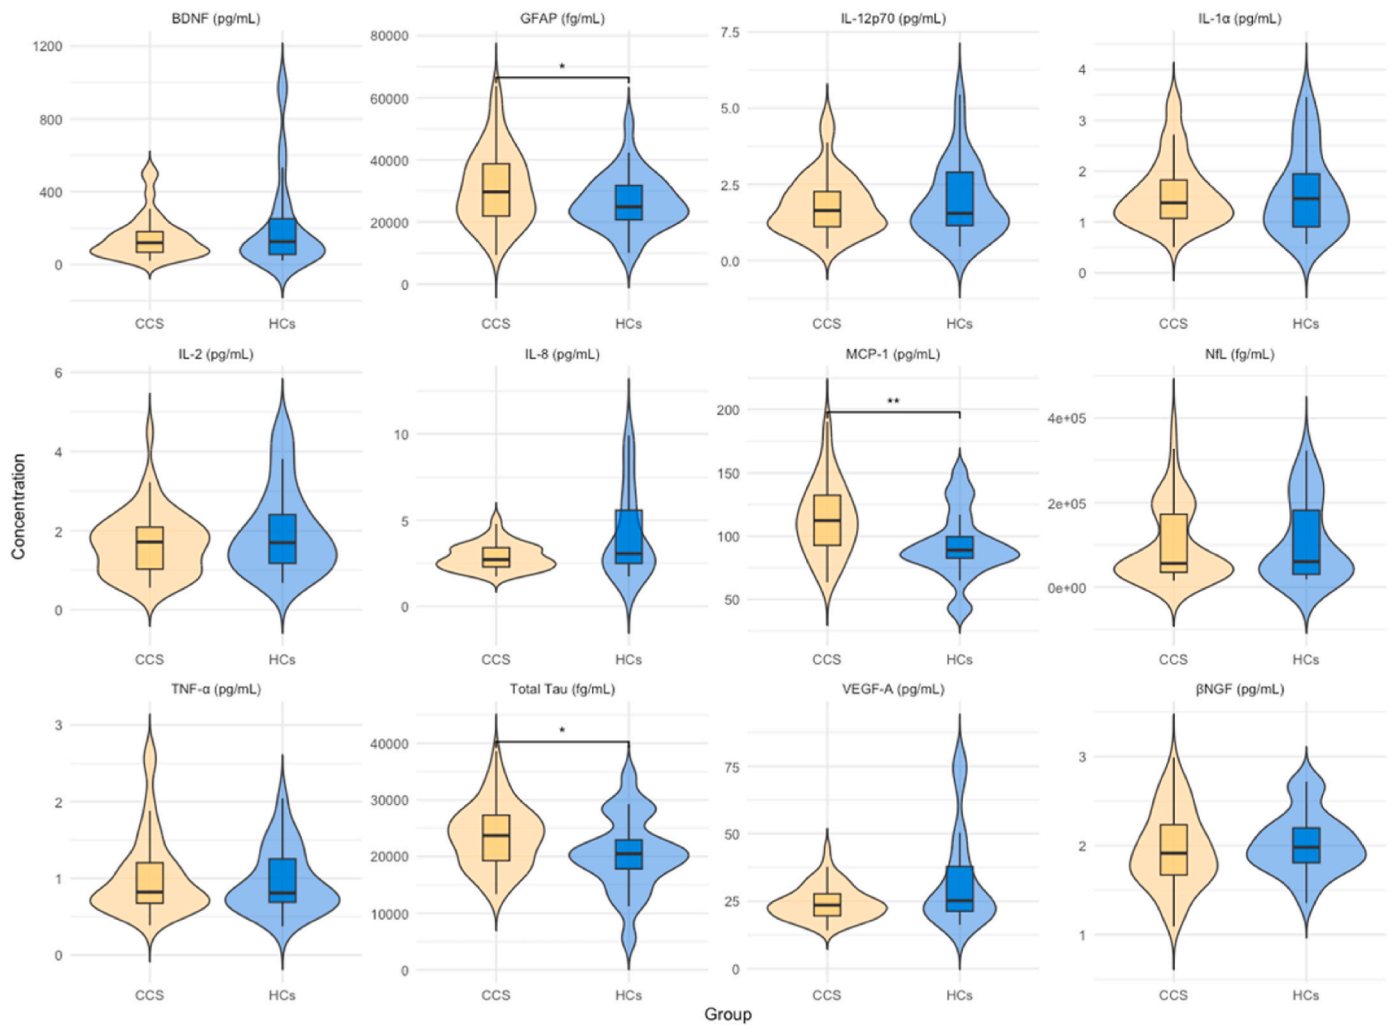 BDNF (pg/mL) GFAP (fg/mL) IL-12p70 (pg/mL) IL-1α (pg/mL)
1200 80000 7.5 4
800 60000 5.0 3
400 40000 2.5 2
0 20000 0.0 1
0 0
*
CCS HCs CCS HCs CCS HCs CCS HCs
IL-2 (pg/mL) IL-8 (pg/mL) MCP-1 (pg/mL) NfL (fg/mL)
6 10 200 4e+05
4 5 150 2e+05
2 0 100 0e+00
0 50
**
CCS HCs CCS HCs CCS HCs CCS HCs
TNF-α (pg/mL) Total Tau (fg/mL) VEGF-A (pg/mL) βNGF (pg/mL)
3 40000 75 3
2 30000 50 2
1 20000 25 1
0 10000 0
0
*
CCS HCs CCS HCs CCS HCs CCS HCs
Concentration
Group